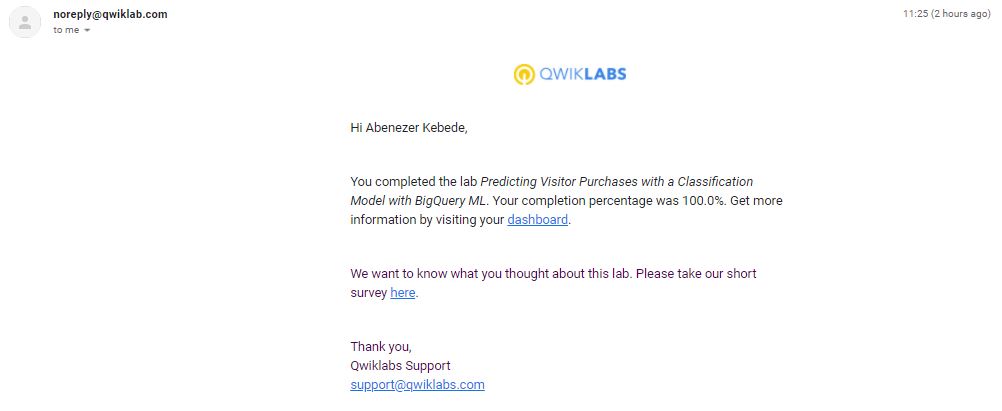 noreply@qwiklab.com
11:25 (2 hours ago)
to me
QWIKLABS
Hi Abenezer Kebede,
You completed the lab Predicting Visitor Purchases with a Classification
Model with BigQuery ML. Your completion percentage was 100.0%. Get more
information by visiting your dashboard.
We want to know what you thought about this lab. Please take our short
survey here.
Thank you,
Qwiklabs Support
support@qwiklabs.com